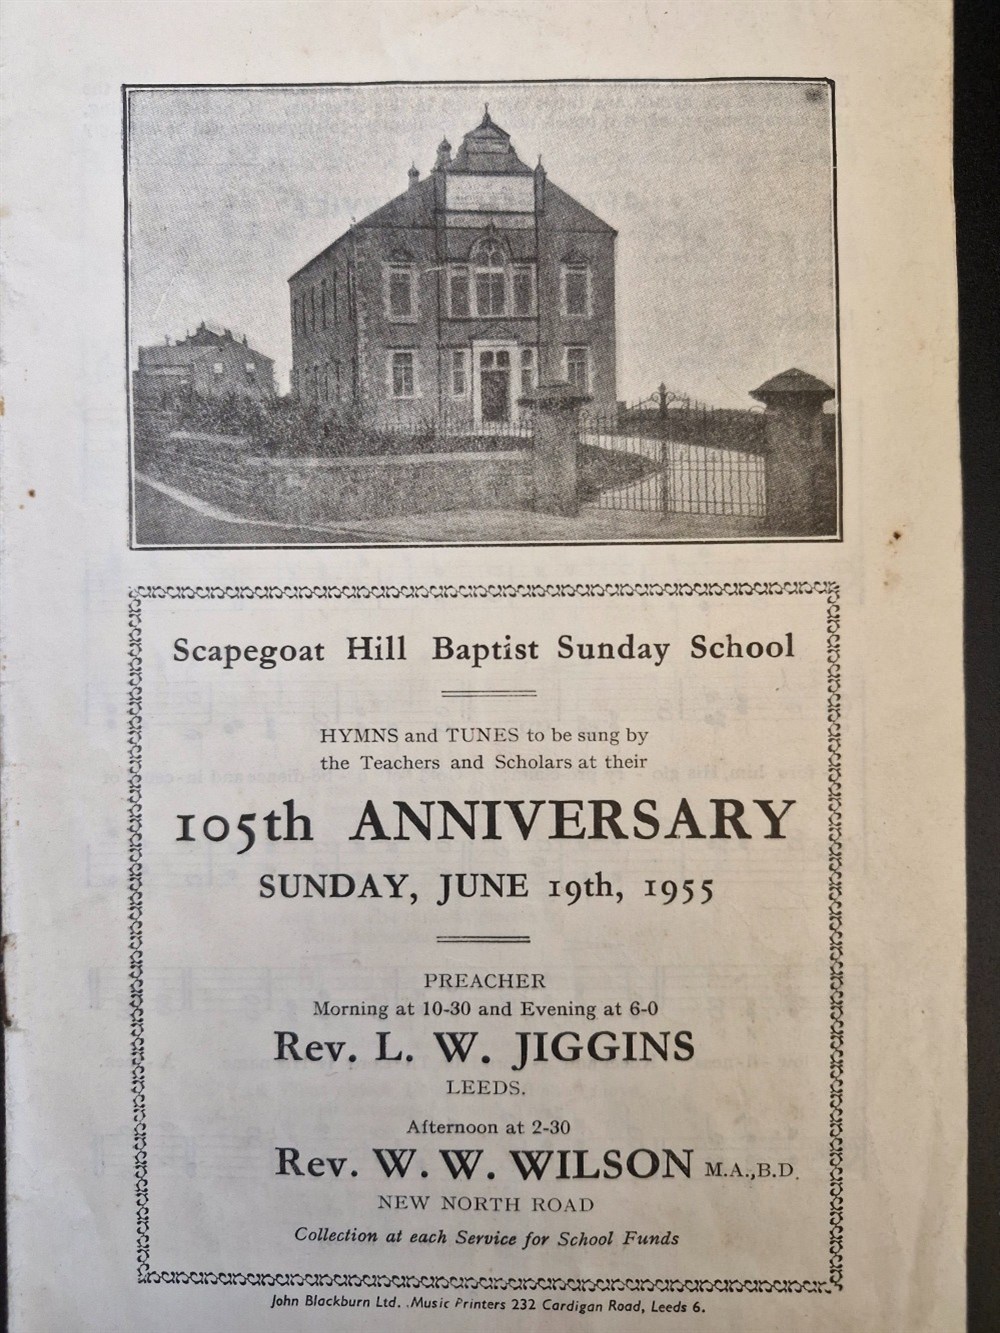 Scapegoat Hill Baptist Sunday School
HYMNS and TUNES to be sung by
the Teachers and Scholars at their
105th ANNIVERSARY
SUNDAY, JUNE 19th, 1955
PREACHER
Morning at 10-30 and Evening at 6-0
Rev. L. W. JIGGINS
LEEDS.
Afternoon at 2-30
Rev. W. W. WILSON M.A.,B.D.
NEW NORTH ROAD
Collection at each Service for School Funds
John Blackburn Ltd. .Music Printers 232 Cardigan Road, Leeds 6.